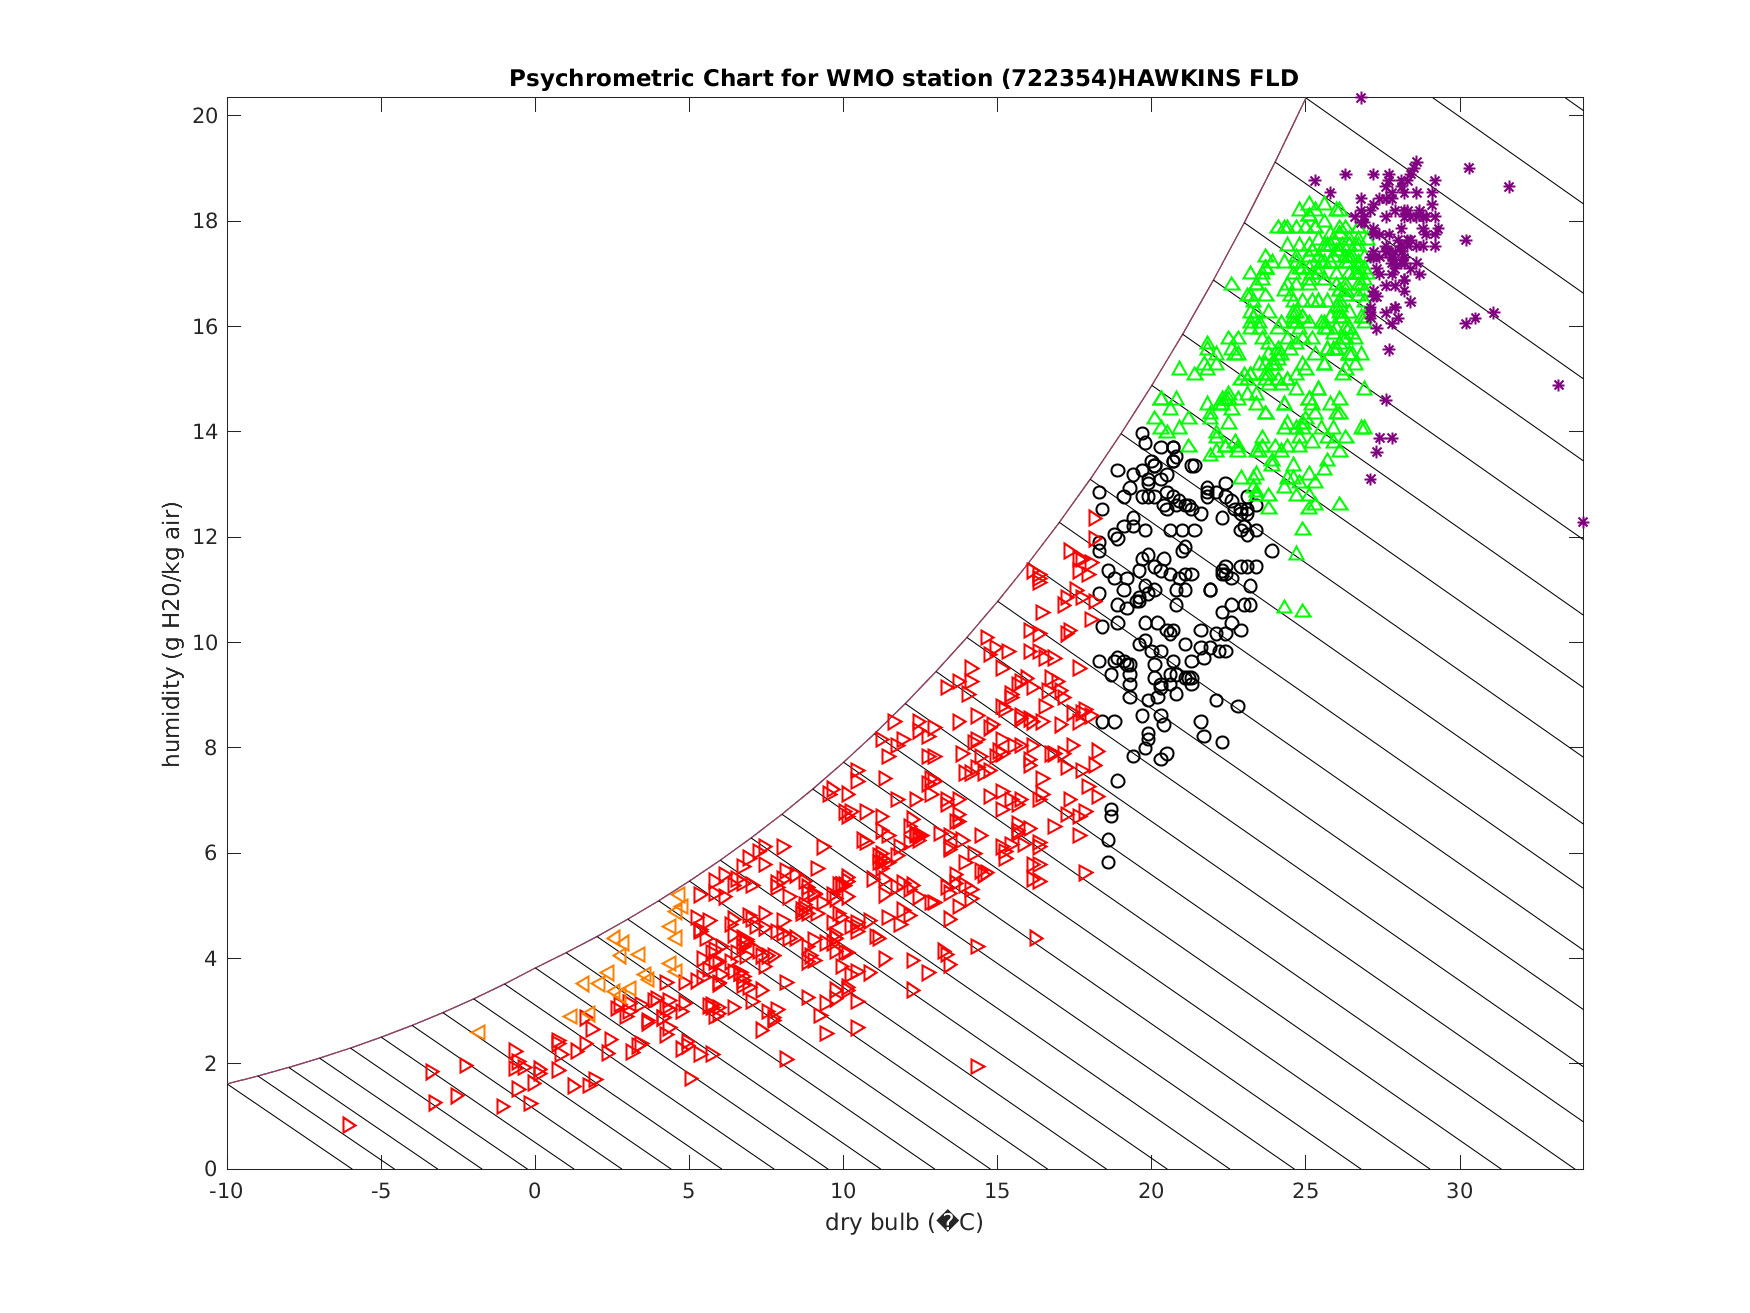 Psychrometric Chart for WMO station (722354)HAWKINS FLD
20
18
16
14
12
10
8
6
4
2
0
humidity (g H20/kg air)
-10 -5 0 5 10 15 20 25 30
dry bulb (�C)